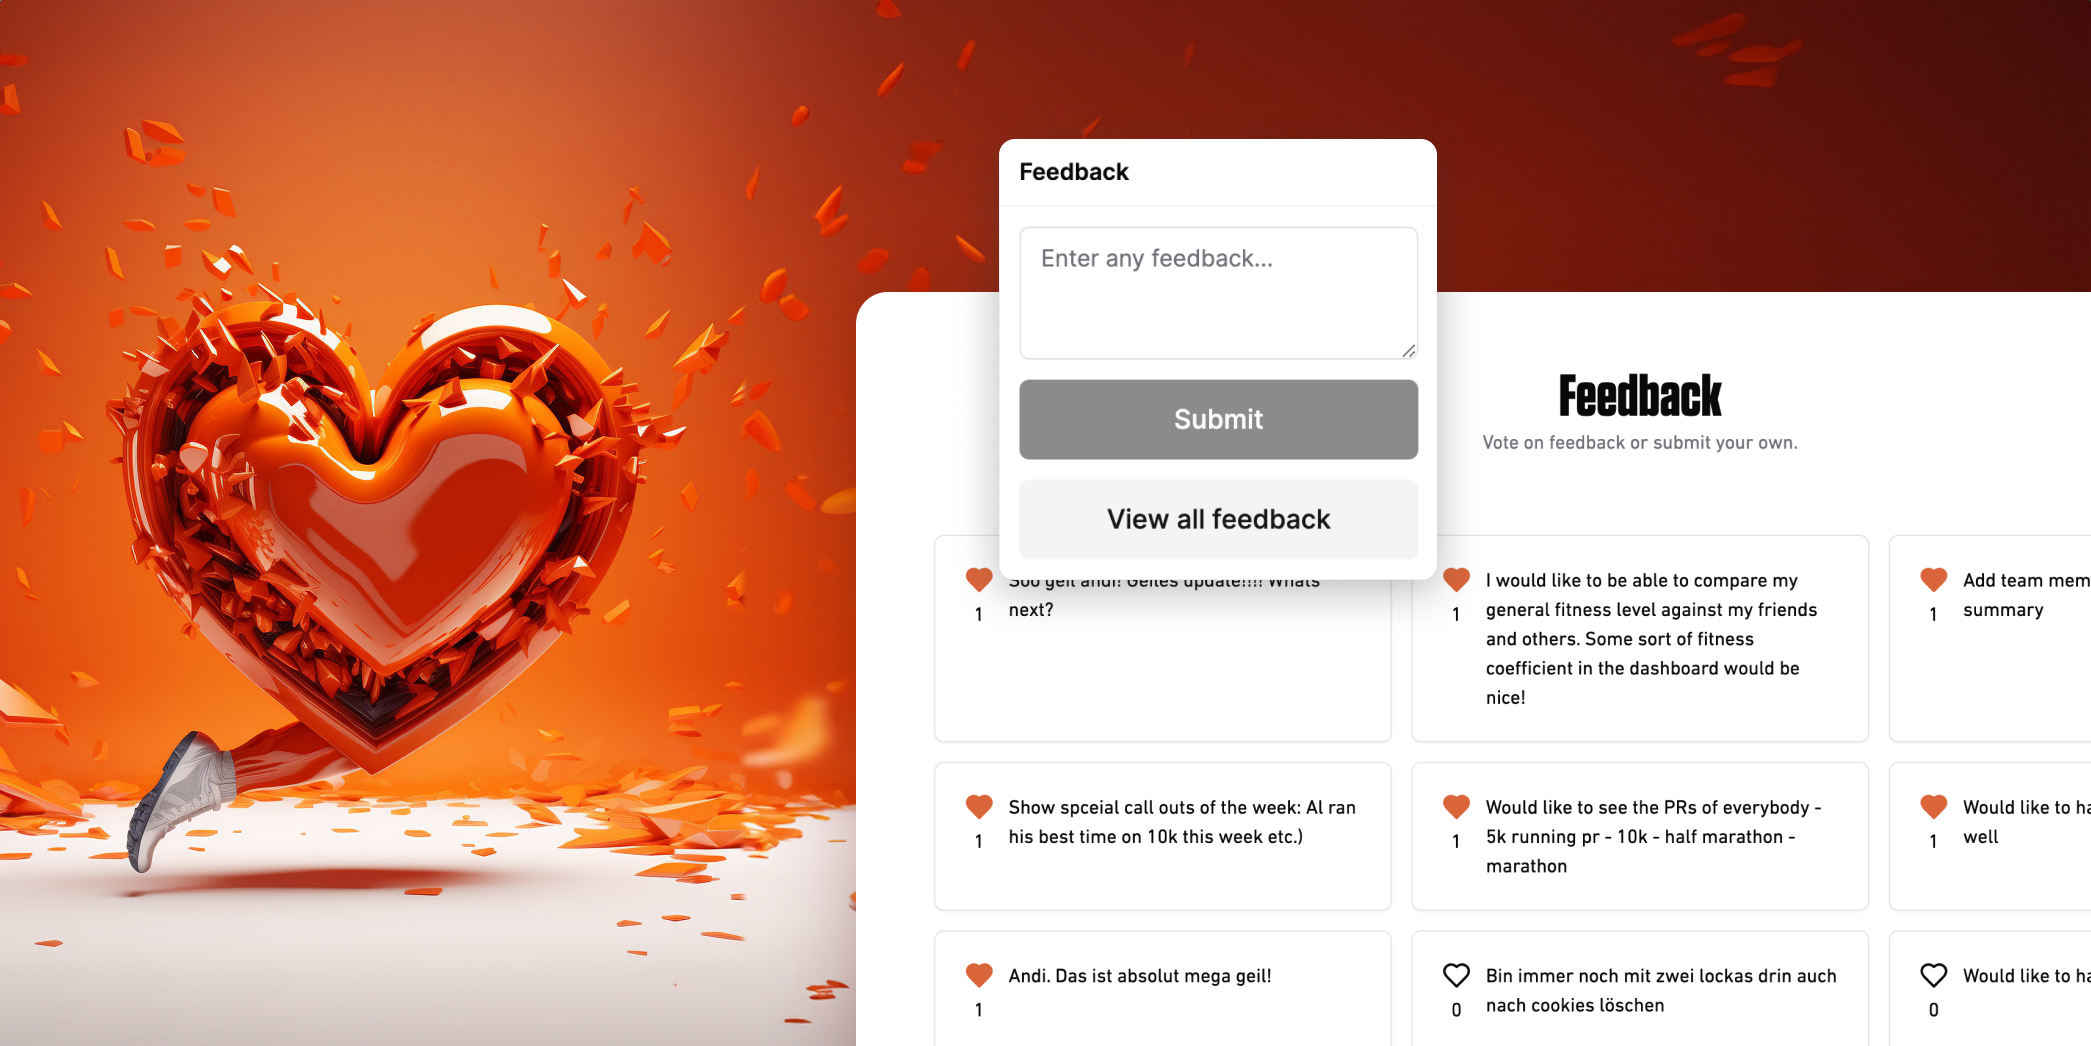 Feedback
Enter any feedback...
Submit
View all feedback
Feedback
Vote on feedback or submit your own.
Soo geil andi! Geiles update!!!! Whats
next?
1
I would like to be able to compare my
general fitness level against my friends
and others. Some sort of fitness
coefficient in the dashboard would be
nice!
1
Add team mem
summary
1
Show spceial call outs of the week: Al ran
his best time on 10k this week etc.)
1
Would like to see the PRs of everybody -
5k running pr - 10k - half marathon -
marathon
1
Would like to ha
well
1
Andi. Das ist absolut mega geil!
1
Bin immer noch mit zwei lockas drin auch
nach cookies löschen
0
Would like to ha
0